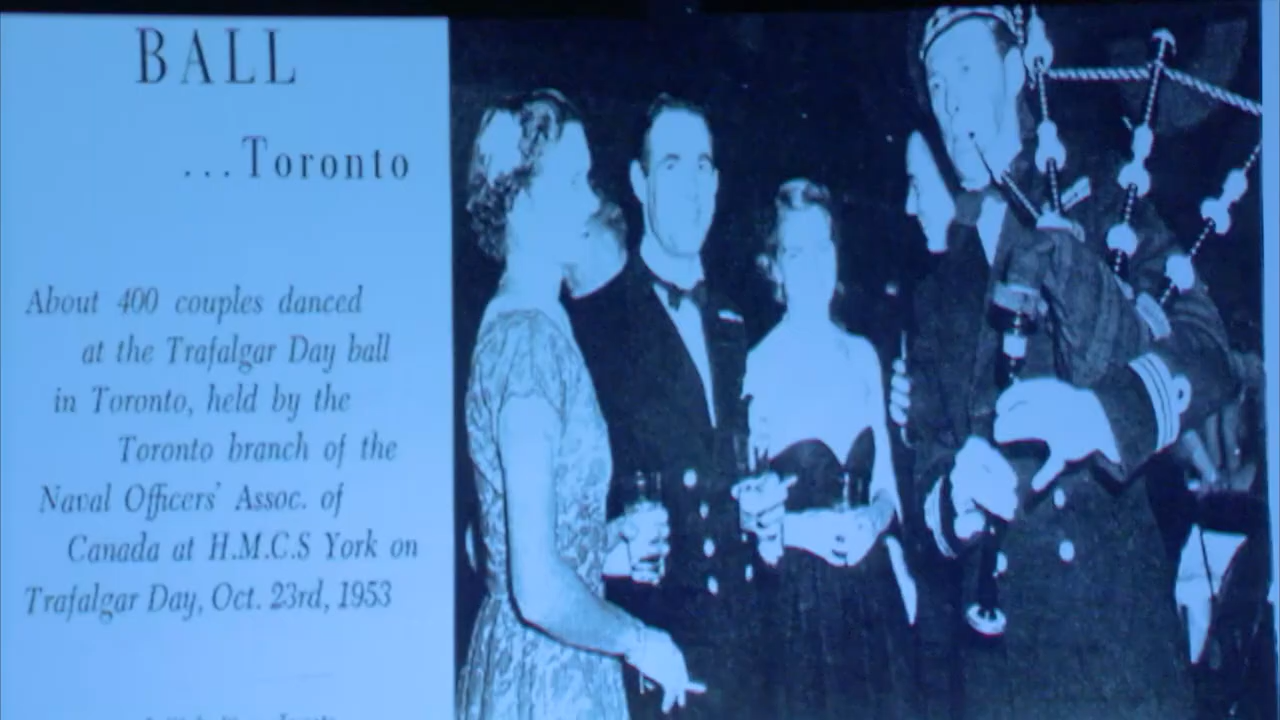 BALL
...Toronto
About 400 couples danced
at the Trafalgar Day ball
in Toronto, held by the
Toronto branch of the
Naval Officers' Assoc. of
Canada at H.M.C.S York on
Trafalgar Day, Oct. 23rd, 1953